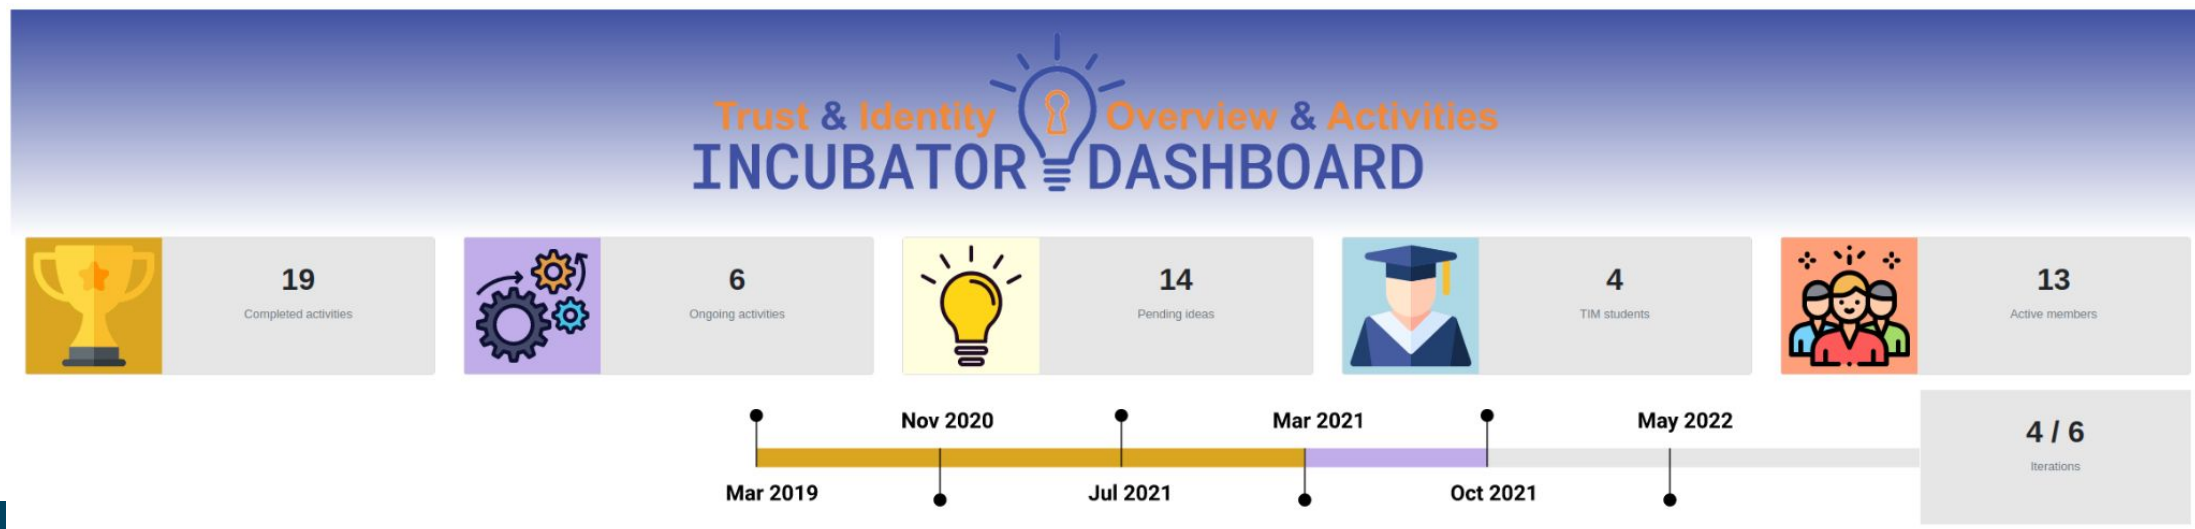 Trust & Identity Overview & Activities
INCUBATOR DASHBOARD
19
Completed activities
6
Ongoing activities
14
Pending ideas
4
TIM students
13
Active members
Nov 2020
Mar 2021
May 2022
Mar 2019
Jul 2021
Oct 2021
4 / 6
Iterations